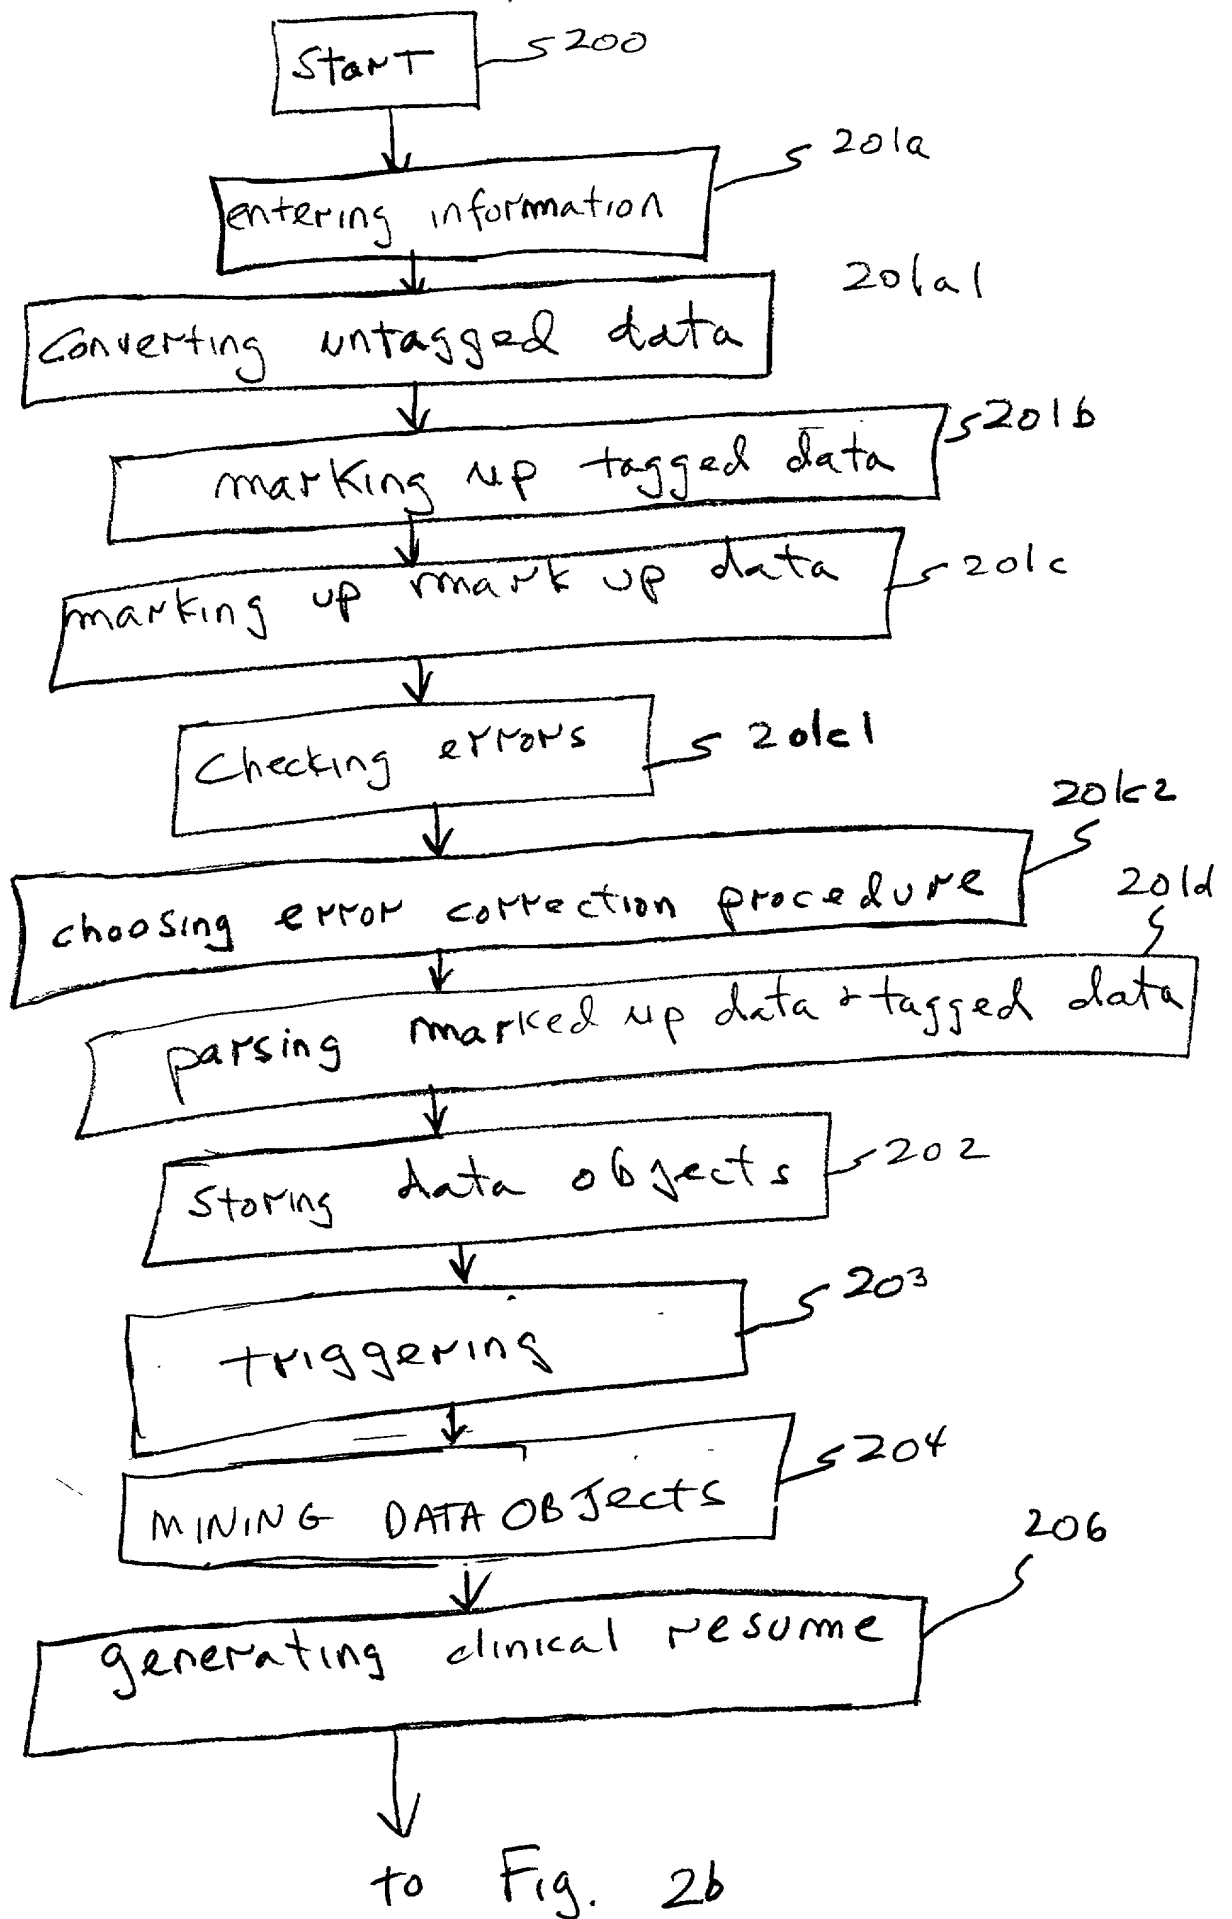 Start 200
201a
entering information
201a1
Converting untagged data
201b
marking up tagged data
marking up mark up data 201c
Checking errors 201c1
201c2
choosing error correction procedure
201d
parsing marked up data & tagged data
Storing data objects 202
203
triggering
204
MINING DATA OBJects
206
generating clinical resume
to Fig. 2b